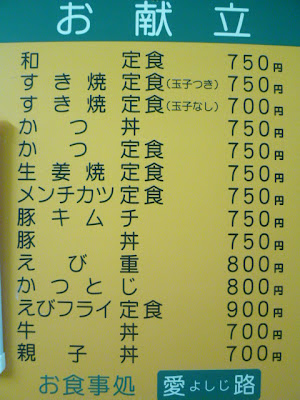 お献立
和定食 750円
すき焼定食(玉子つき) 750円
すき焼定食(玉子なし) 700円
かつ丼 750円
かつ定食 750円
生姜焼定食 750円
メンチカツ定食 750円
豚キムチ 750円
豚丼 750円
えび重 800円
かつとじ 800円
えびフライ定食 900円
牛丼 700円
親子丼 700円
お食事処 愛よしじ路